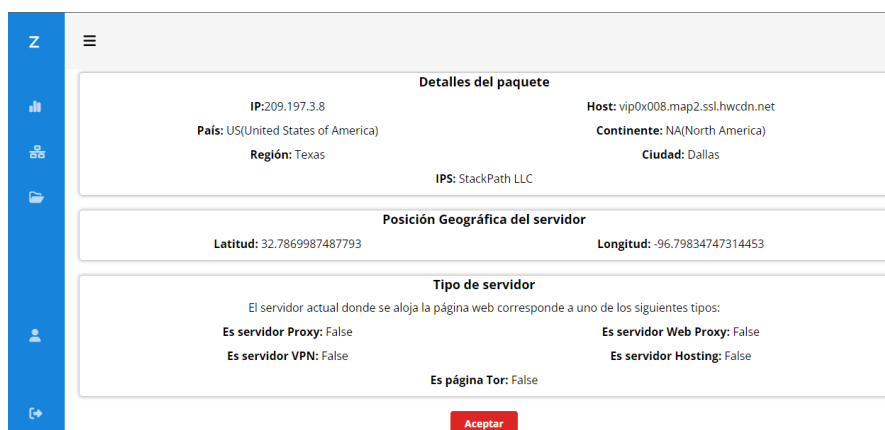 Z
Detalles del paquete
IP:209.197.3.8 Host: vip0x008.map2.ssl.hwcdn.net
País: US(United States of America) Continente: NA(North America)
Región: Texas Ciudad: Dallas
IPS: StackPath LLC
Posición Geográfica del servidor
Latitud: 32.7869987487793 Longitud: -96.79834747314453
Tipo de servidor
El servidor actual donde se aloja la página web corresponde a uno de los siguientes tipos:
Es servidor Proxy: False Es servidor Web Proxy: False
Es servidor VPN: False Es servidor Hosting: False
Es página Tor: False
Aceptar